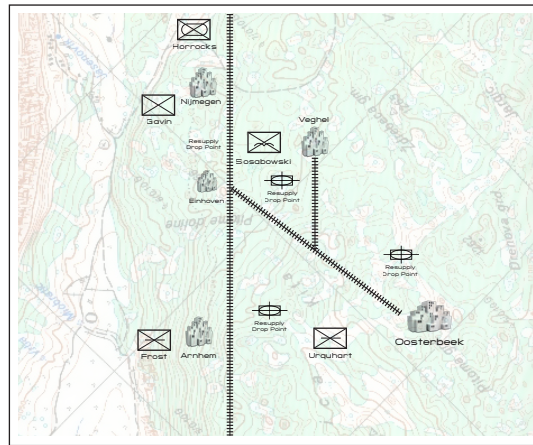 Horrocks
Nijmegen
Gavin
Veghel
Resupply
Drop Point
Sosabowski
Einhoven
Resupply
Drop Point
Resupply
Drop Point
Resupply
Drop Point
Oosterbeek
Frost
Arnhem
Urquhart